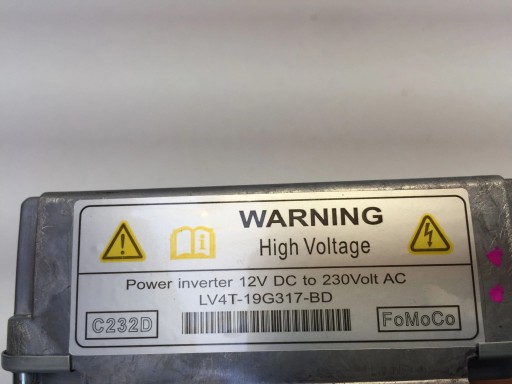 WARNING
High Voltage
Power inverter 12V DC to 230Volt AC
LV4T-19G317-BD
C232D
FoMoCo